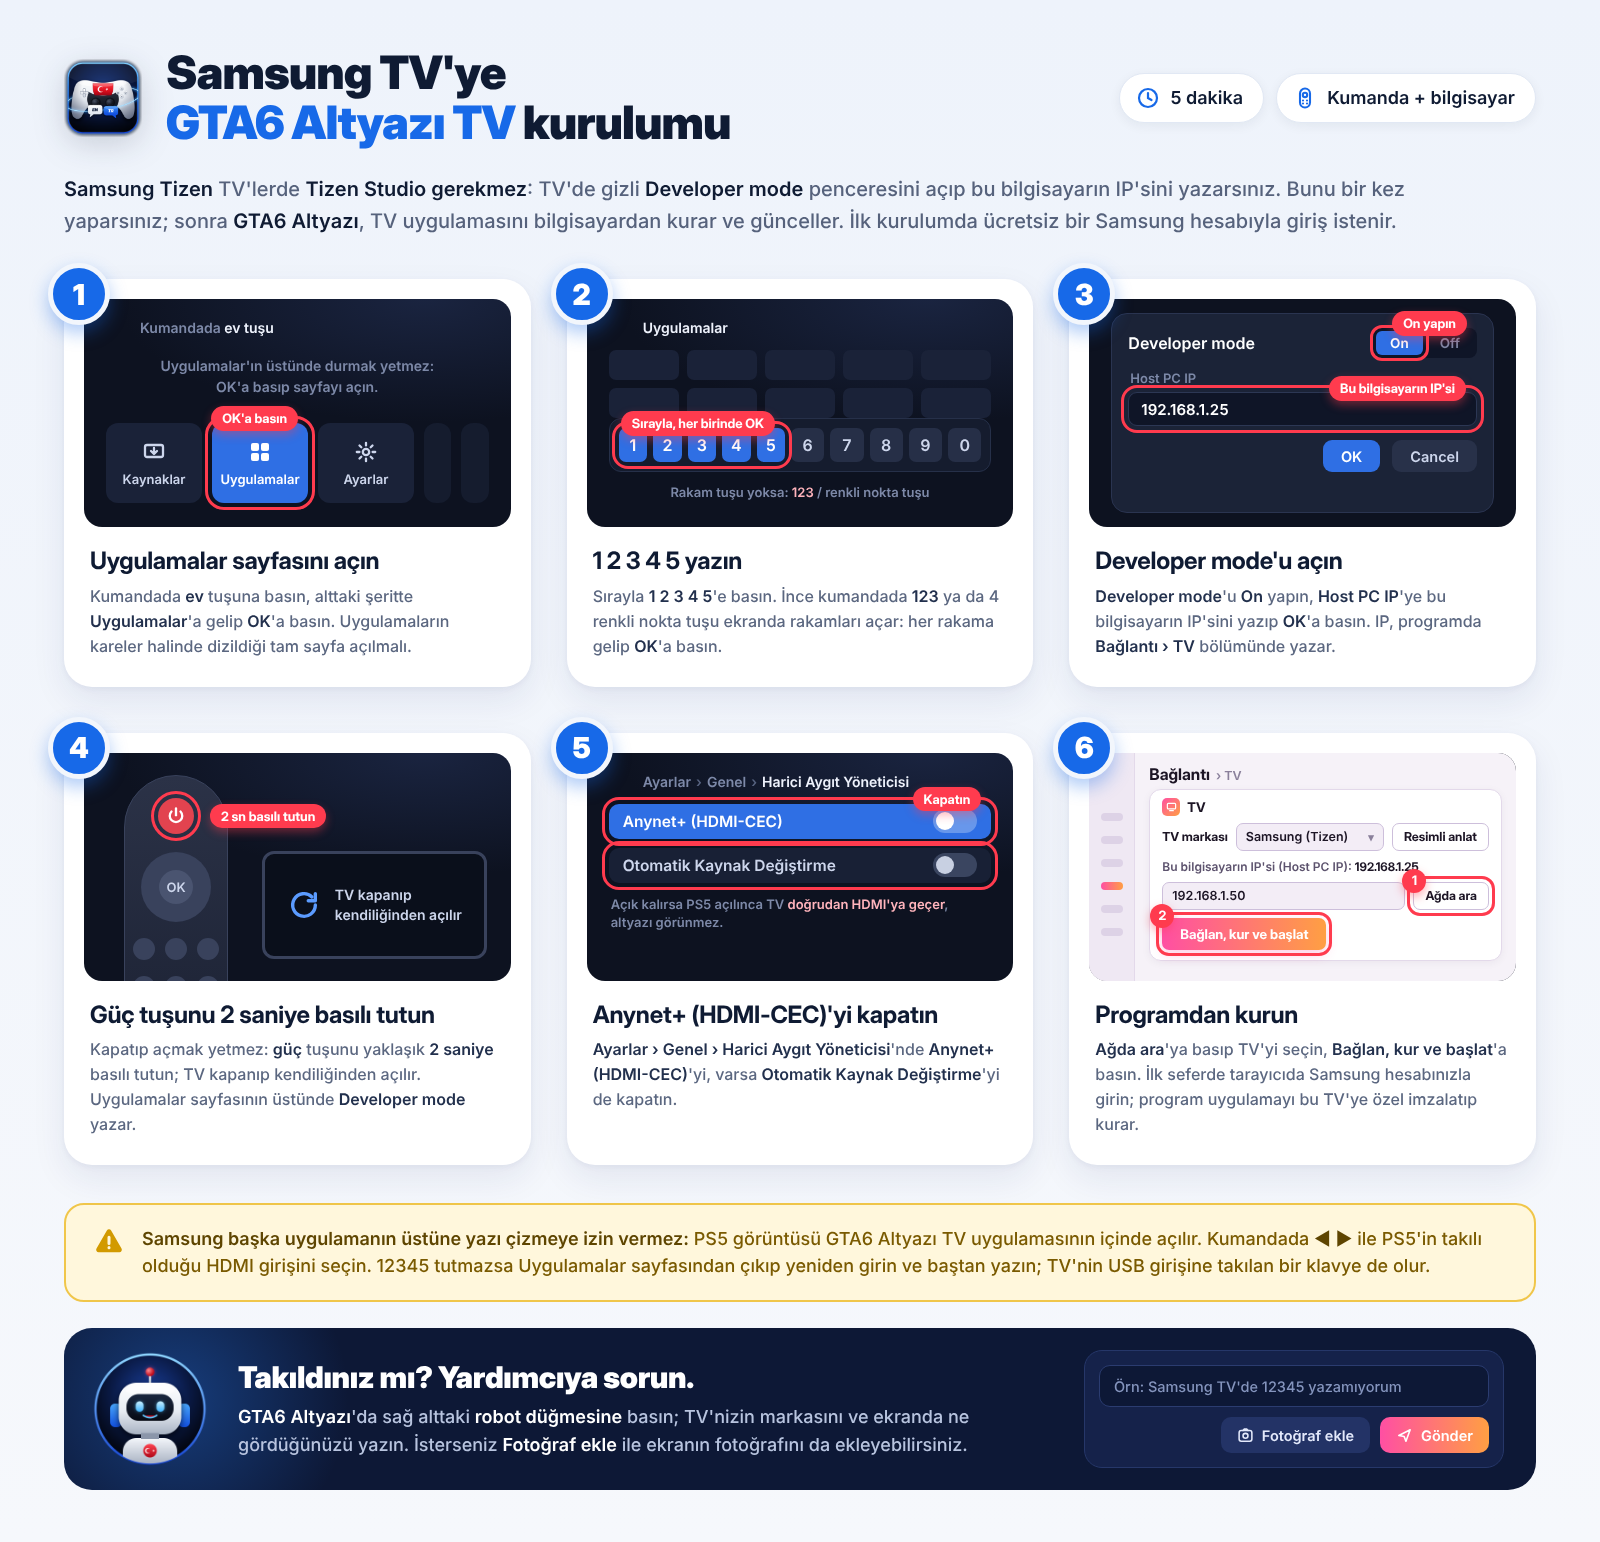 Samsung TV'ye
GTA6 Altyazı TV kurulumu
5 dakika
Kumanda + bilgisayar
Samsung Tizen TV'lerde Tizen Studio gerekmez: TV'de gizli Developer mode penceresini açıp bu bilgisayarın IP'sini yazarsınız. Bunu bir kez
yaparsınız; sonra GTA6 Altyazı, TV uygulamasını bilgisayardan kurar ve günceller. İlk kurulumda ücretsiz bir Samsung hesabıyla giriş istenir.
1
Kumandada ev tuşu
Uygulamalar'ın üstünde durmak yetmez:
OK'a basıp sayfayı açın.
OK'a basın
Kaynaklar
Uygulamalar
Ayarlar
Uygulamalar sayfasını açın
Kumandada ev tuşuna basın, alttaki şeritte
Uygulamalar'a gelip OK'a basın. Uygulamaların
kareler halinde dizildiği tam sayfa açılmalı.
2
Uygulamalar
Sırayla, her birinde OK
1 2 3 4 5 6 7 8 9 0
Rakam tuşu yoksa: 123 / renkli nokta tuşu
1 2 3 4 5 yazın
Sırayla 1 2 3 4 5'e basın. İnce kumandada 123 ya da 4
renkli nokta tuşu ekranda rakamları açar: her rakama
gelip OK'a basın.
3
On yapın
Developer mode
On
Off
Host PC IP
Bu bilgisayarın IP'si
192.168.1.25
OK
Cancel
Developer mode'u açın
Developer mode'u On yapın, Host PC IP'ye bu
bilgisayarın IP'sini yazıp OK'a basın. IP, programda
Bağlantı › TV bölümünde yazar.
4
2 sn basılı tutun
OK
TV kapanıp
kendiliğinden açılır
Güç tuşunu 2 saniye basılı tutun
Kapatıp açmak yetmez: güç tuşunu yaklaşık 2 saniye
basılı tutun; TV kapanıp kendiliğinden açılır.
Uygulamalar sayfasının üstünde Developer mode
yazar.
5
Ayarlar › Genel › Harici Aygıt Yöneticisi
Kapatın
Anynet+ (HDMI-CEC)
Otomatik Kaynak Değiştirme
Açık kalırsa PS5 açılınca TV doğrudan HDMI'ya geçer,
altyazı görünmez.
Anynet+ (HDMI-CEC)'yi kapatın
Ayarlar › Genel › Harici Aygıt Yöneticisi'nde Anynet+
(HDMI-CEC)'yi, varsa Otomatik Kaynak Değiştirme'yi
de kapatın.
6
Bağlantı › TV
TV
TV markası
Samsung (Tizen)
Resimli anlat
Bu bilgisayarın IP'si (Host PC IP): 192.168.1.25
1
192.168.1.50
Ağda ara
2
Bağlan, kur ve başlat
Programdan kurun
Ağda ara'ya basıp TV'yi seçin, Bağlan, kur ve başlat'a
basın. İlk seferde tarayıcıda Samsung hesabınızla
girin; program uygulamayı bu TV'ye özel imzalatıp
kurar.
Samsung başka uygulamanın üstüne yazı çizmeye izin vermez: PS5 görüntüsü GTA6 Altyazı TV uygulamasının içinde açılır. Kumandada ◀ ▶ ile PS5'in takılı
olduğu HDMI girişini seçin. 12345 tutmazsa Uygulamalar sayfasından çıkıp yeniden girin ve baştan yazın; TV'nin USB girişine takılan bir klavye de olur.
Takıldınız mı? Yardımcıya sorun.
GTA6 Altyazı'da sağ alttaki robot düğmesine basın; TV'nizin markasını ve ekranda ne
gördüğünüzü yazın. İsterseniz Fotoğraf ekle ile ekranın fotoğrafını da ekleyebilirsiniz.
Örn: Samsung TV'de 12345 yazamıyorum
Fotoğraf ekle
Gönder